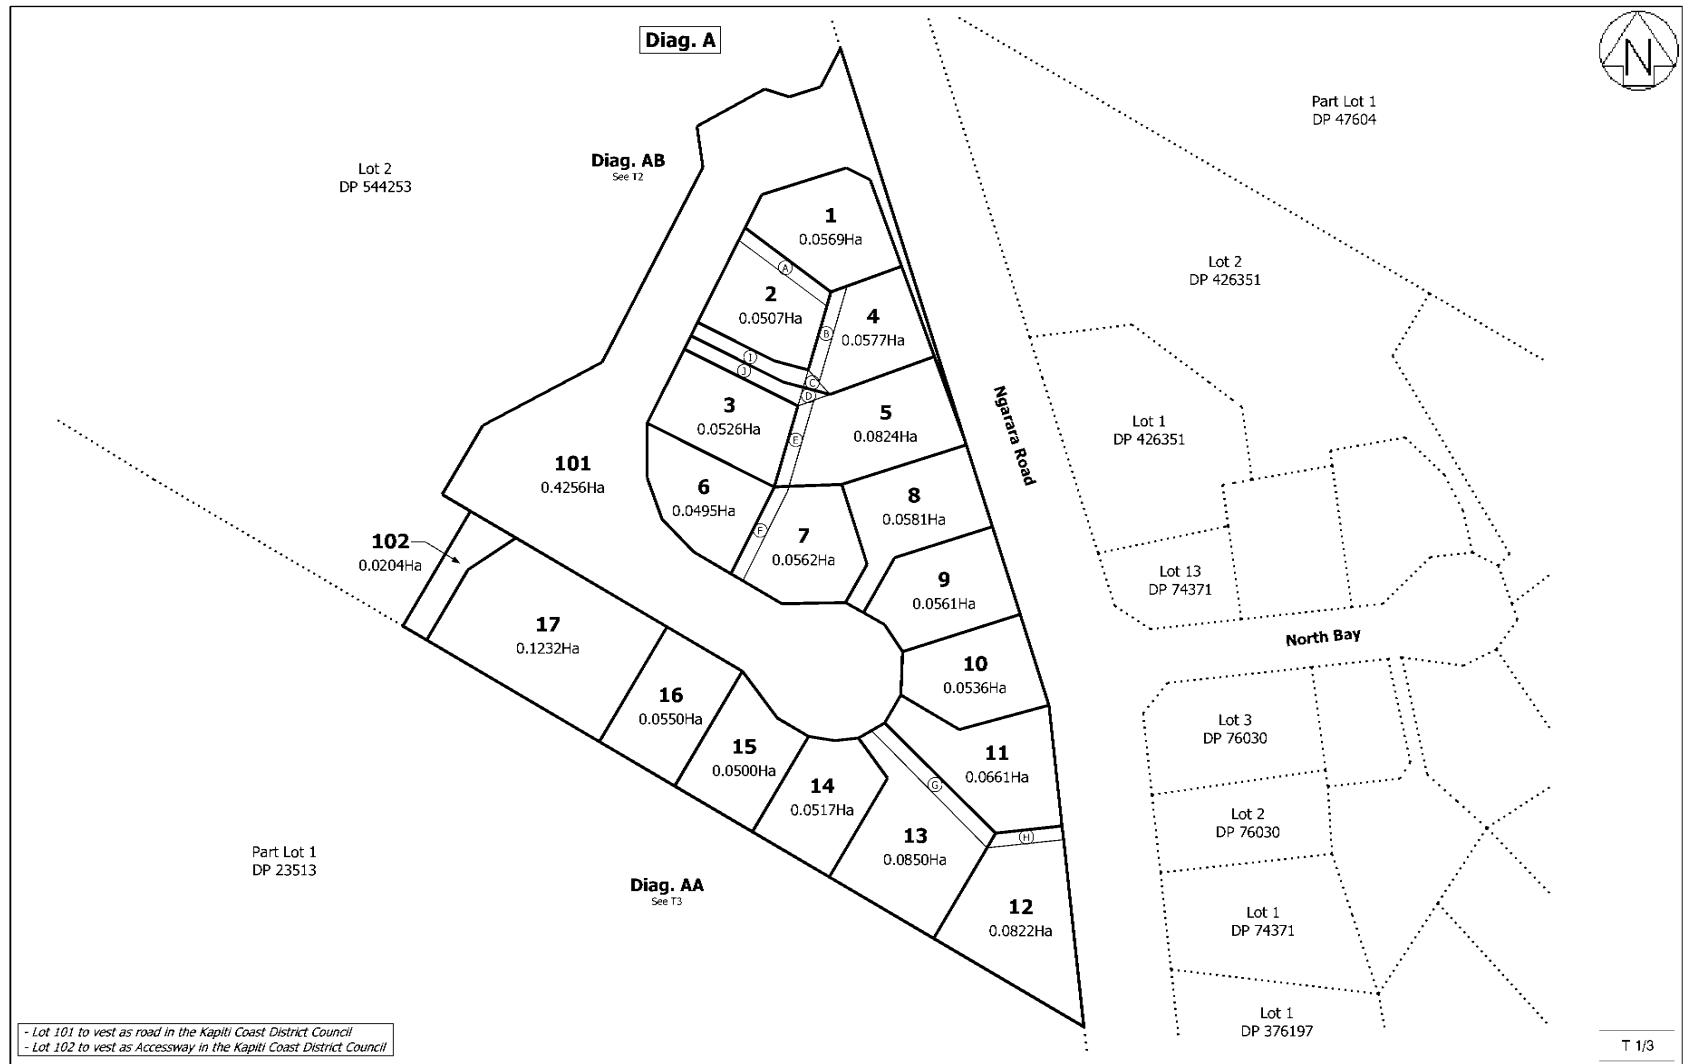 Diag. A
N
Part Lot 1
DP 47604
Diag. AB
See T2
Lot 2
DP 544253
1
0.0569Ha
A
Lot 2
DP 426351
2
0.0507Ha
4
0.0577Ha
B
I
J
C
D
3
0.0526Ha
5
0.0824Ha
E
Ngarara Road
Lot 1
DP 426351
101
0.4256Ha
6
0.0495Ha
8
0.0581Ha
F
7
0.0562Ha
102
0.0204Ha
9
0.0561Ha
Lot 13
DP 74371
17
0.1232Ha
North Bay
10
0.0536Ha
16
0.0550Ha
15
0.0500Ha
11
0.0661Ha
Lot 3
DP 76030
14
0.0517Ha
G
13
0.0850Ha
H
Lot 2
DP 76030
Part Lot 1
DP 23513
Diag. AA
See T3
12
0.0822Ha
Lot 1
DP 74371
Lot 1
DP 376197
- Lot 101 to vest as road in the Kapiti Coast District Council
- Lot 102 to vest as Accessway in the Kapiti Coast District Council
T 1/3